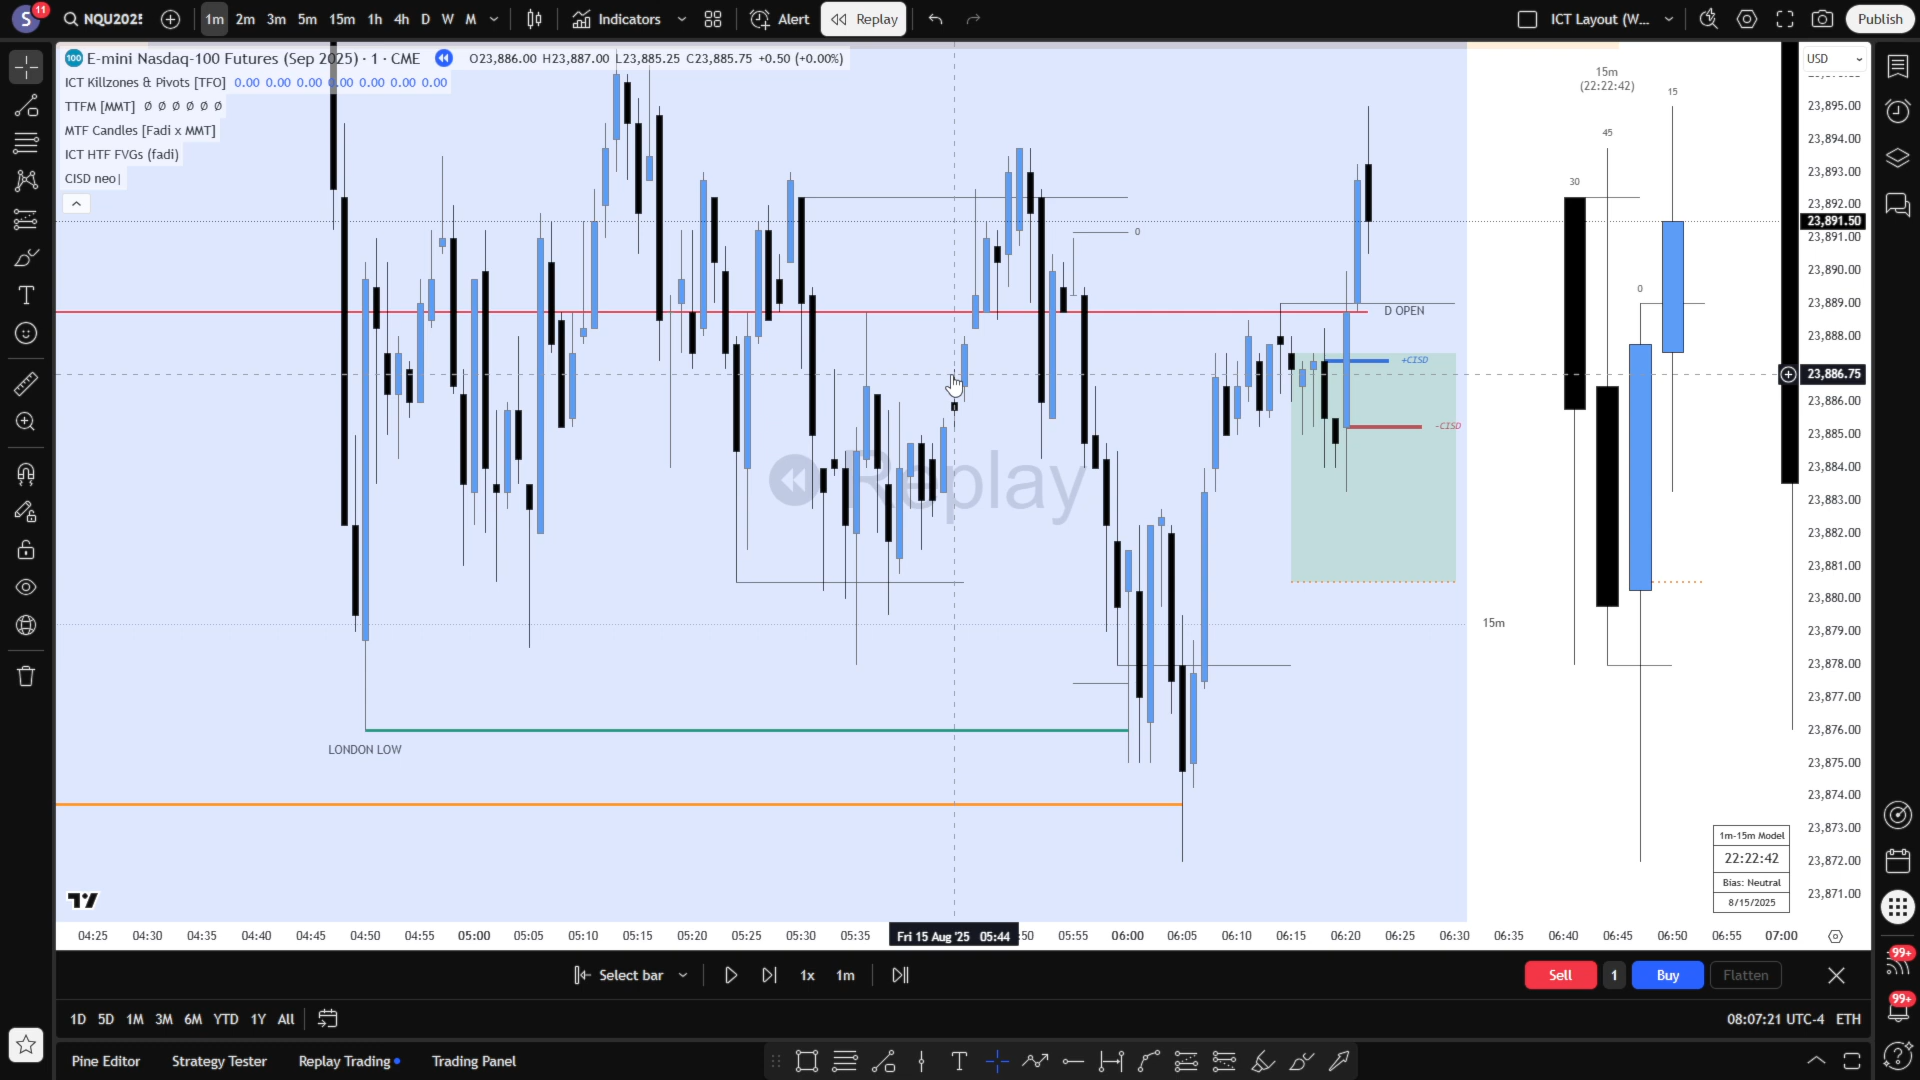 S 11 NQU2025 1m 2m 3m 5m 15m 1h 4h D W M Indicators Alert Replay ICT Layout (W... Publish
100 E-mini Nasdaq-100 Futures (Sep 2025) · 1 · CME O23,886.00 H23,887.00 L23,885.25 C23,885.75 +0.50 (+0.00%)
ICT Killzones & Pivots [TFO] 0.00 0.00 0.00 0.00 0.00 0.00 0.00
TTFM [MMT] Ø Ø Ø Ø Ø Ø
MTF Candles [Fadi x MMT]
ICT HTF FVGs (fadi)
CISD neo|
15m
(22:22:42)
15
45
30
0
0
D OPEN
+CISD
-CISD
Replay
15m
LONDON LOW
USD
23,895.00
23,894.00
23,893.00
23,892.00
23,891.50
23,891.00
23,890.00
23,889.00
23,888.00
23,886.75
23,886.00
23,885.00
23,884.00
23,883.00
23,882.00
23,881.00
23,880.00
23,879.00
23,878.00
23,877.00
23,876.00
23,875.00
23,874.00
23,873.00
23,872.00
23,871.00
1m-15m Model
22:22:42
Bias: Neutral
8/15/2025
04:25 04:30 04:35 04:40 04:45 04:50 04:55 05:00 05:05 05:10 05:15 05:20 05:25 05:30 05:35 Fri 15 Aug '25 05:44 :50 05:55 06:00 06:05 06:10 06:15 06:20 06:25 06:30 06:35 06:40 06:45 06:50 06:55 07:00
Select bar 1x 1m Sell 1 Buy Flatten
99+
99+
1D 5D 1M 3M 6M YTD 1Y All 08:07:21 UTC-4 ETH
Pine Editor Strategy Tester Replay Trading Trading Panel